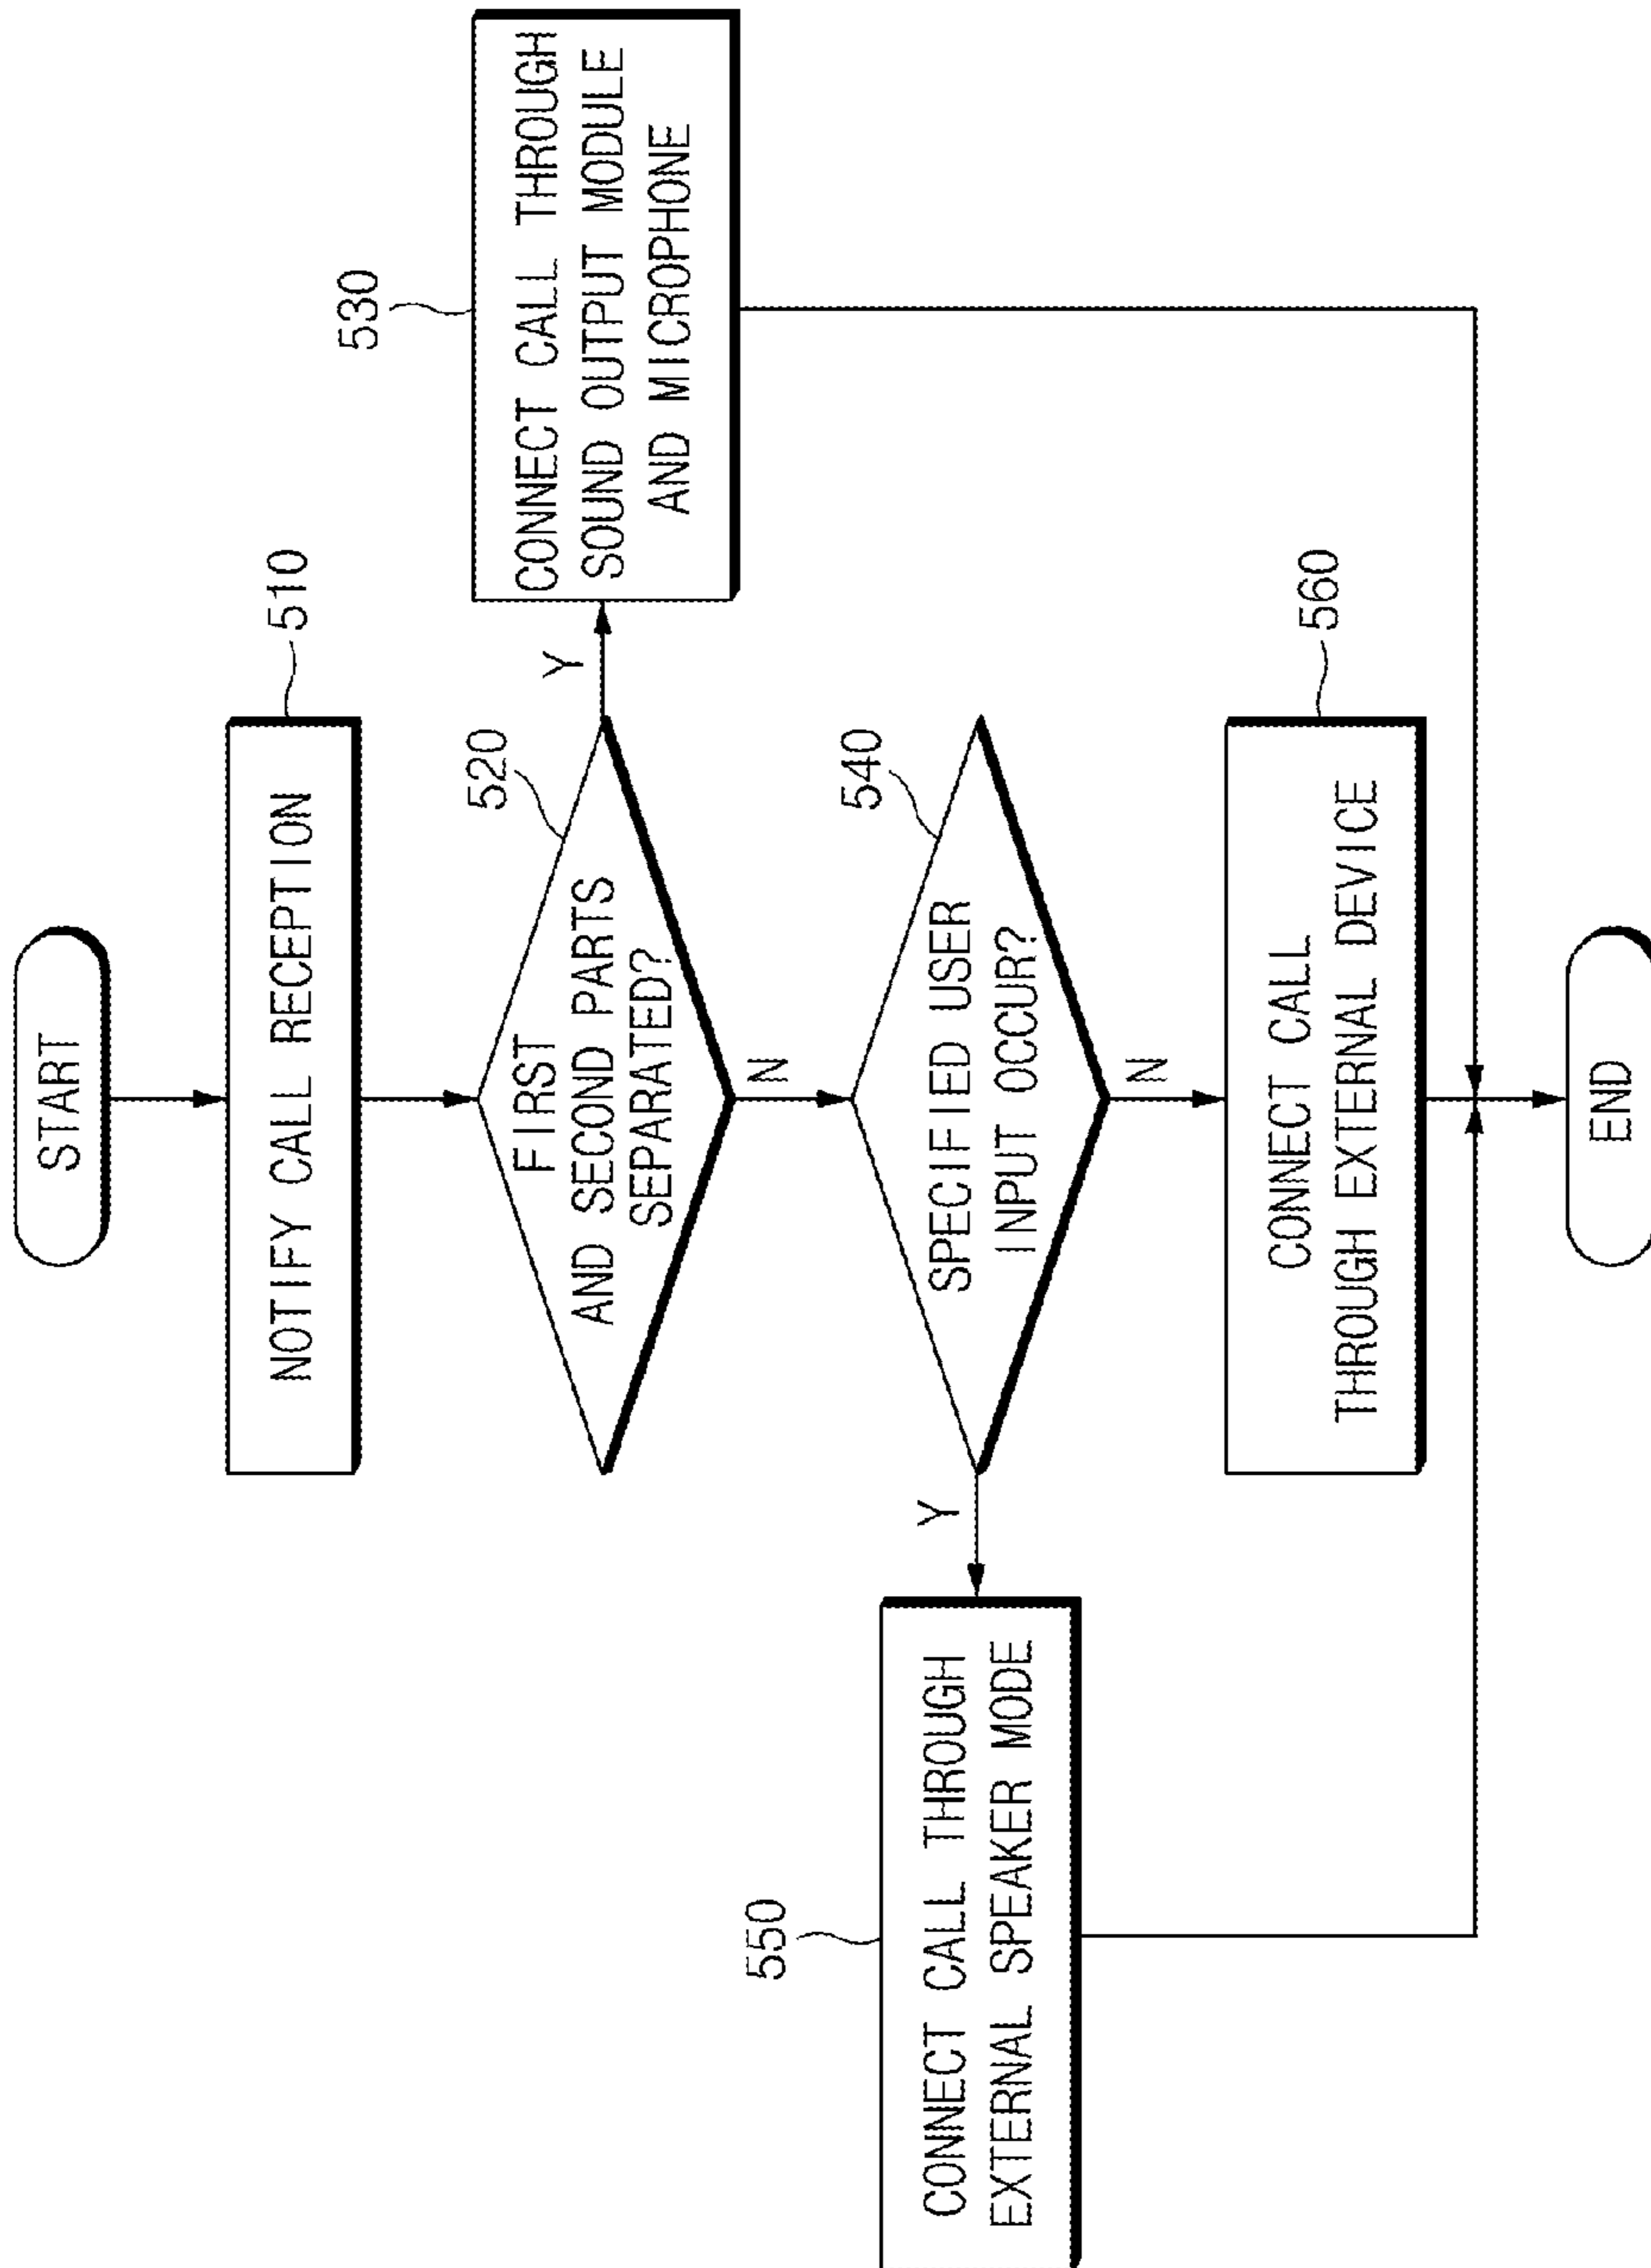 START
510
NOTIFY CALL RECEPTION
520
FIRST
AND SECOND PARTS
SEPARATED?
Y
530
CONNECT CALL THROUGH
SOUND OUTPUT MODULE
AND MICROPHONE
N
540
SPECIFIED USER
INPUT OCCUR?
Y
550
CONNECT CALL THROUGH
EXTERNAL SPEAKER MODE
N
560
CONNECT CALL
THROUGH EXTERNAL DEVICE
END